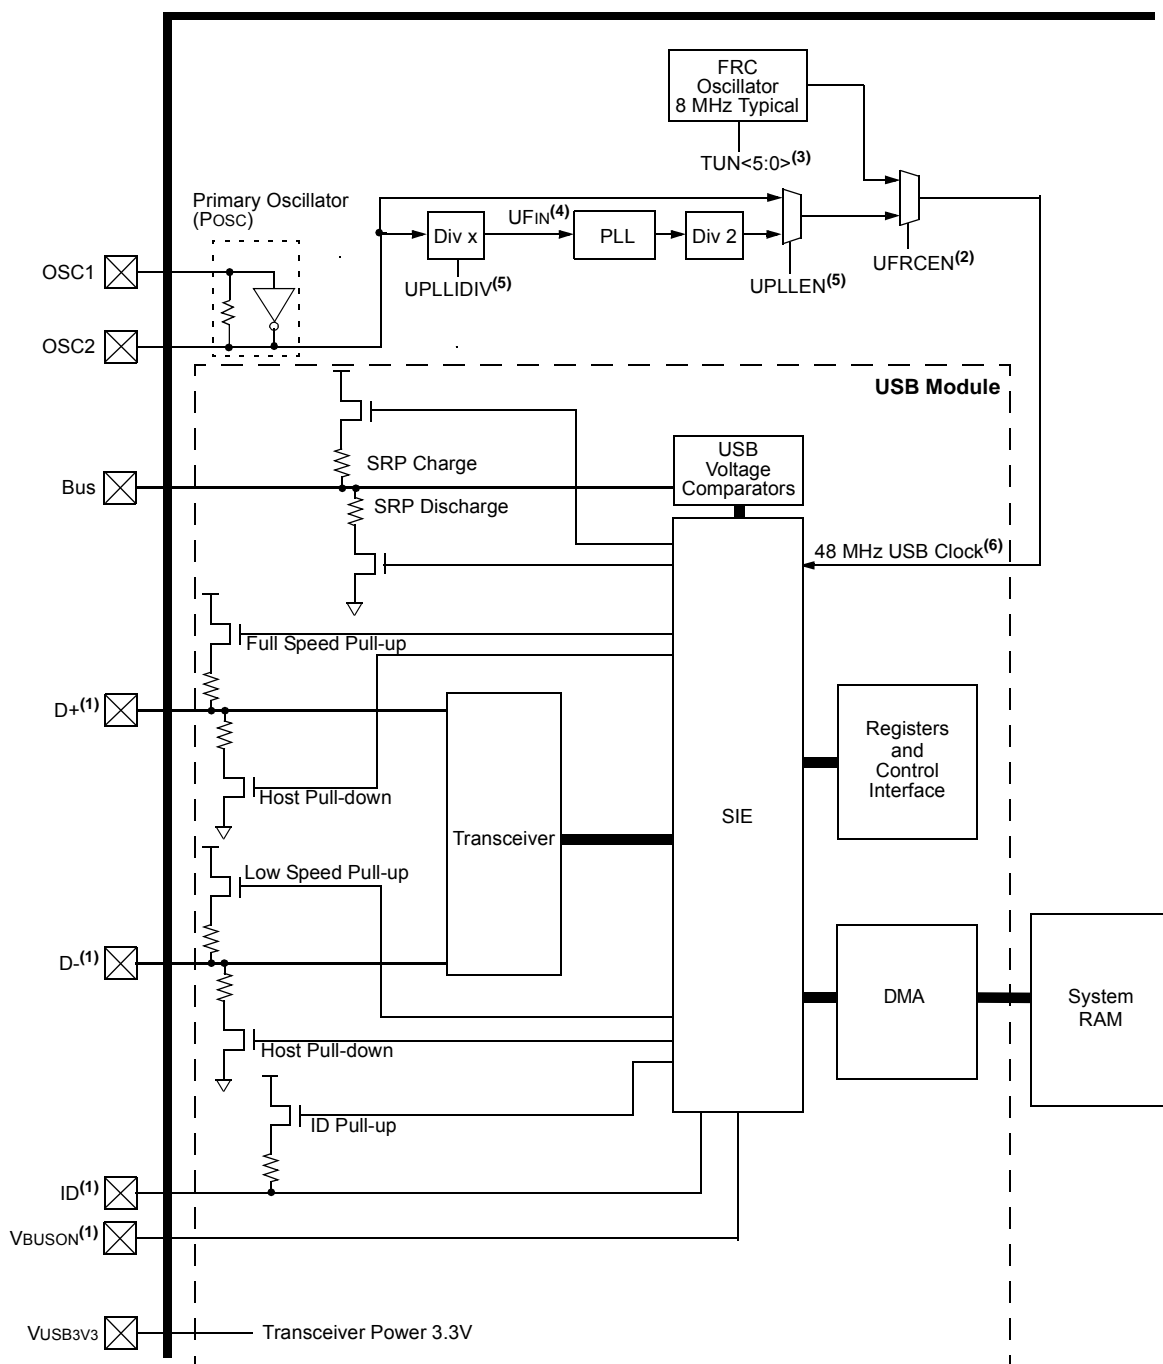 FRC
Oscillator
8 MHz Typical
TUN<5:0>(3)
Primary Oscillator
(POSC)
UFIN(4)
Div x
PLL
Div 2
UPLLIDIV(5)
UPLLEN(5)
UFRCEN(2)
OSC1
OSC2
USB Module
USB
Voltage
Comparators
SRP Charge
Bus
SRP Discharge
48 MHz USB Clock(6)
Full Speed Pull-up
D+(1)
Registers
and
Control
Interface
Host Pull-down
SIE
Transceiver
Low Speed Pull-up
D-(1)
DMA
System
RAM
Host Pull-down
ID Pull-up
ID(1)
VBUSON(1)
VUSB3V3
Transceiver Power 3.3V